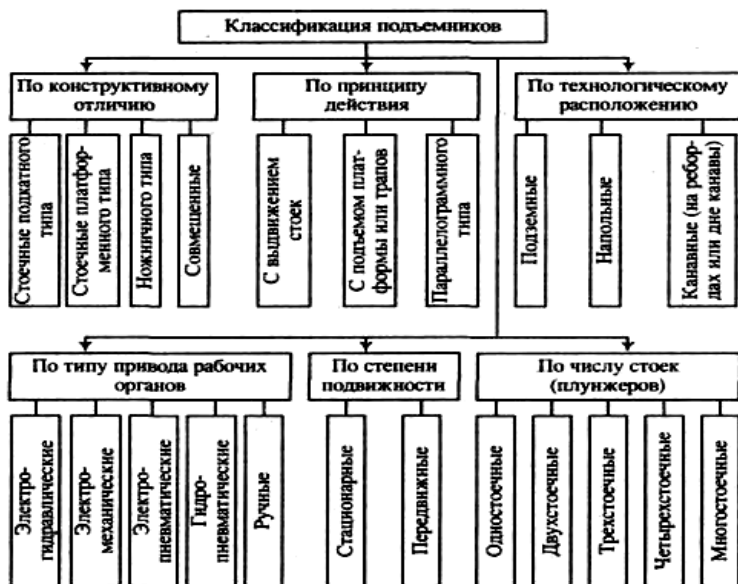 Классификация подъемников
По конструктивному
отличию
По принципу
действия
По технологическому
расположению
Стоечные подкатного
типа
Стоечные платфор-
менного типа
Ножничного типа
Совмещенные
С выдвижением
стоек
С подъемом плат-
формы или трапов
Параллелограммного
типа
Подземные
Напольные
Канавные (на ребор-
дах или дне канавы)
По типу привода рабочих
органов
По степени
подвижности
По числу стоек
(плунжеров)
Электро-
гидравлические
Электро-
механические
Электро-
пневматические
Гидро-
пневматические
Ручные
Стационарные
Передвижные
Одностоечные
Двухстоечные
Трехстоечные
Четырехстоечные
Многостоечные